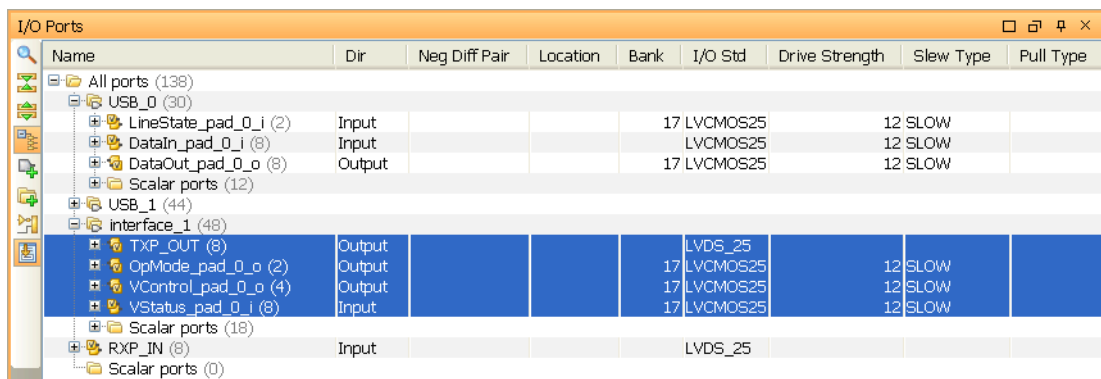 I/O Ports
Name Dir Neg Diff Pair Location Bank I/O Std Drive Strength Slew Type Pull Type
All ports (138)
USB_0 (30)
LineState_pad_0_i (2) Input 17 LVCMOS25 12 SLOW
DataIn_pad_0_i (8) Input LVCMOS25 12 SLOW
DataOut_pad_0_o (8) Output 17 LVCMOS25 12 SLOW
Scalar ports (12)
USB_1 (44)
interface_1 (48)
TXP_OUT (8) Output LVDS_25
OpMode_pad_0_o (2) Output 17 LVCMOS25 12 SLOW
VControl_pad_0_o (4) Output 17 LVCMOS25 12 SLOW
VStatus_pad_0_i (8) Input 17 LVCMOS25 12 SLOW
Scalar ports (18)
RXP_IN (8) Input LVDS_25
Scalar ports (0)